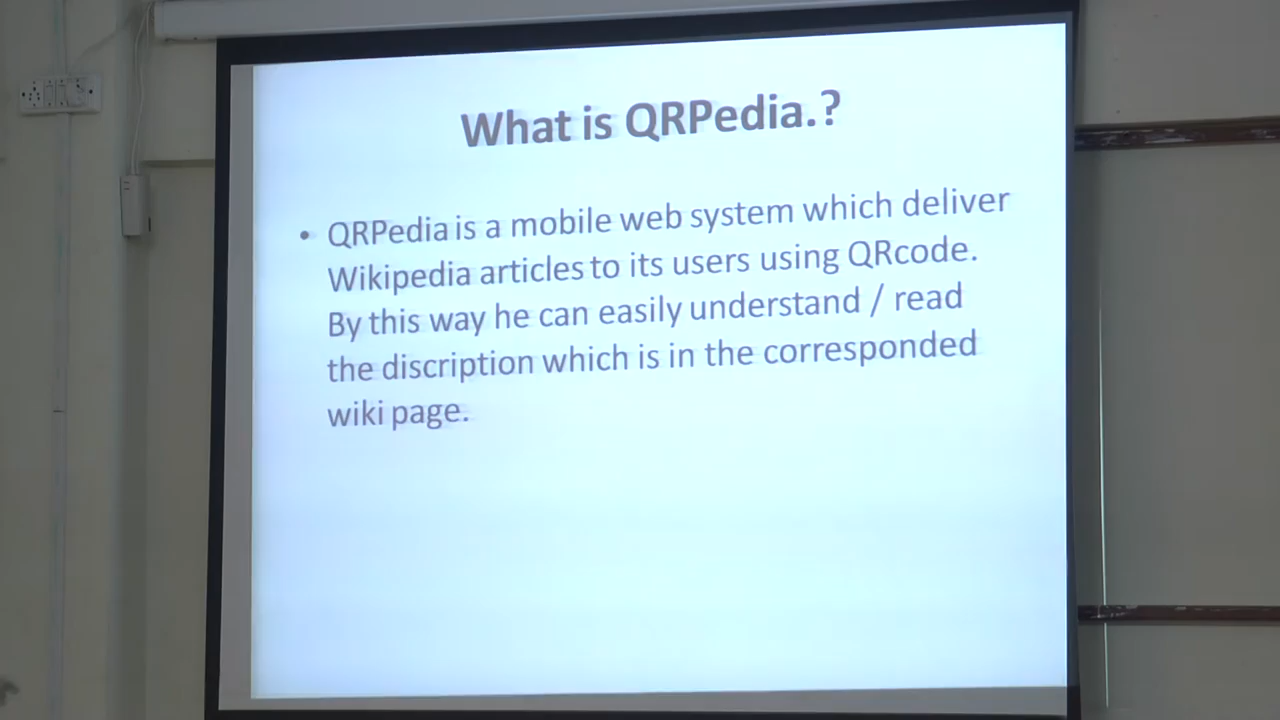 What is QRPedia.?
• QRPedia is a mobile web system which deliver
Wikipedia articles to its users using QRcode.
By this way he can easily understand / read
the discription which is in the corresponded
wiki page.